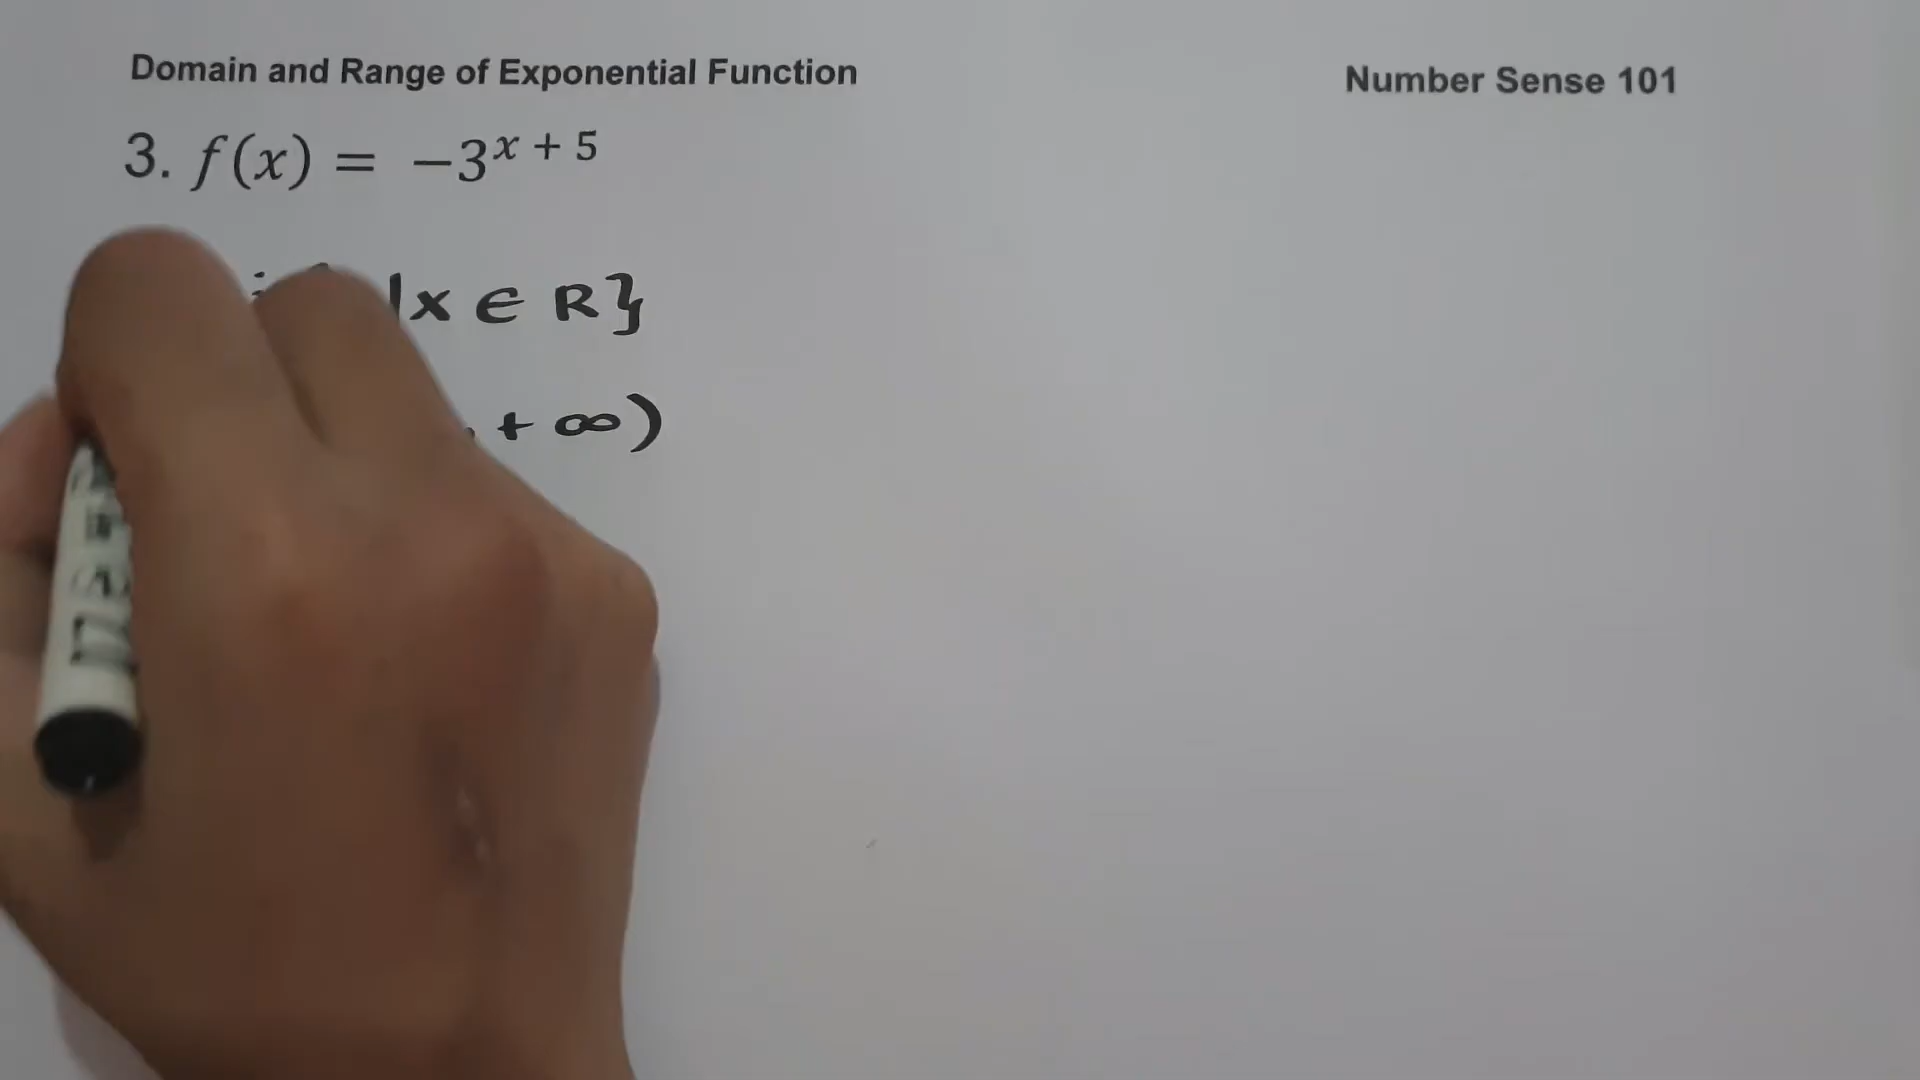 Domain and Range of Exponential Function
Number Sense 101
3. f(x) = −3^{x + 5}
|x ∈ R}
, + ∞)